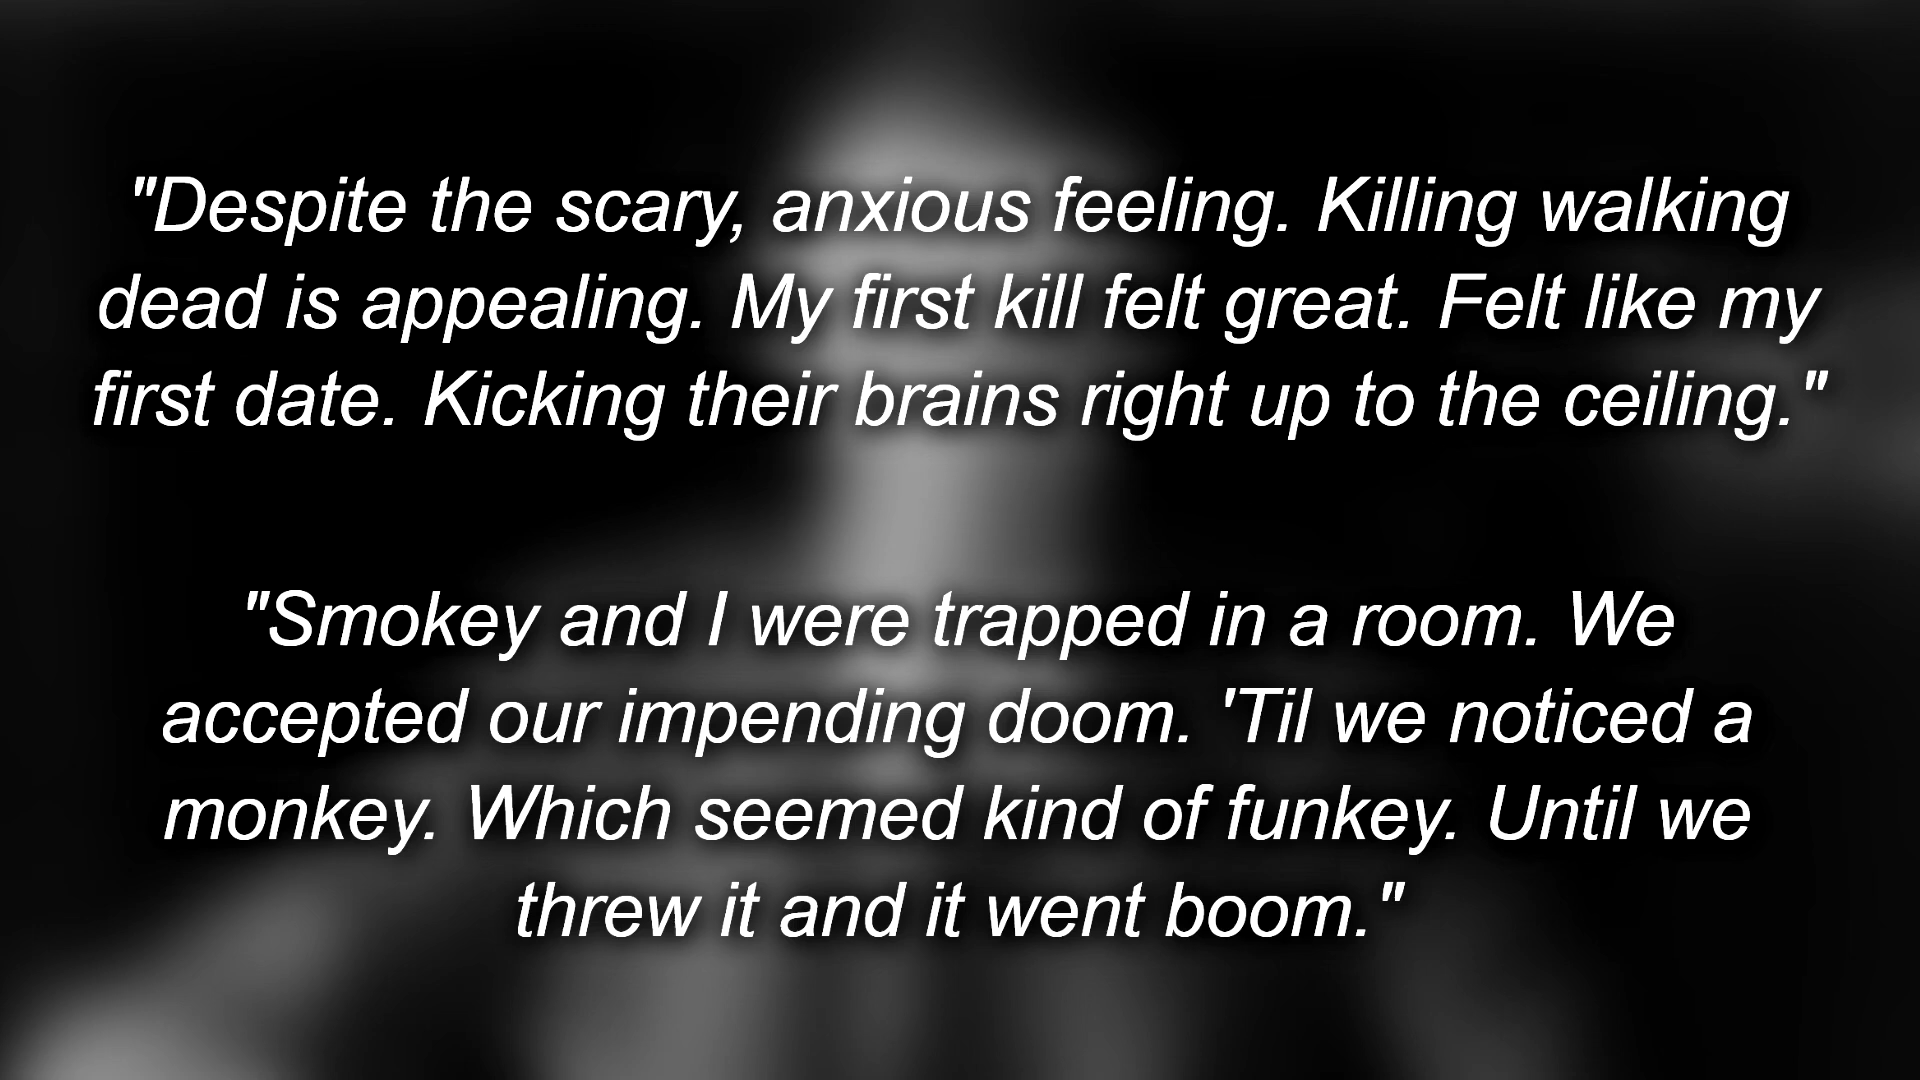 "Despite the scary, anxious feeling. Killing walking
dead is appealing. My first kill felt great. Felt like my
first date. Kicking their brains right up to the ceiling."
"Smokey and I were trapped in a room. We
accepted our impending doom. 'Til we noticed a
monkey. Which seemed kind of funkey. Until we
threw it and it went boom."